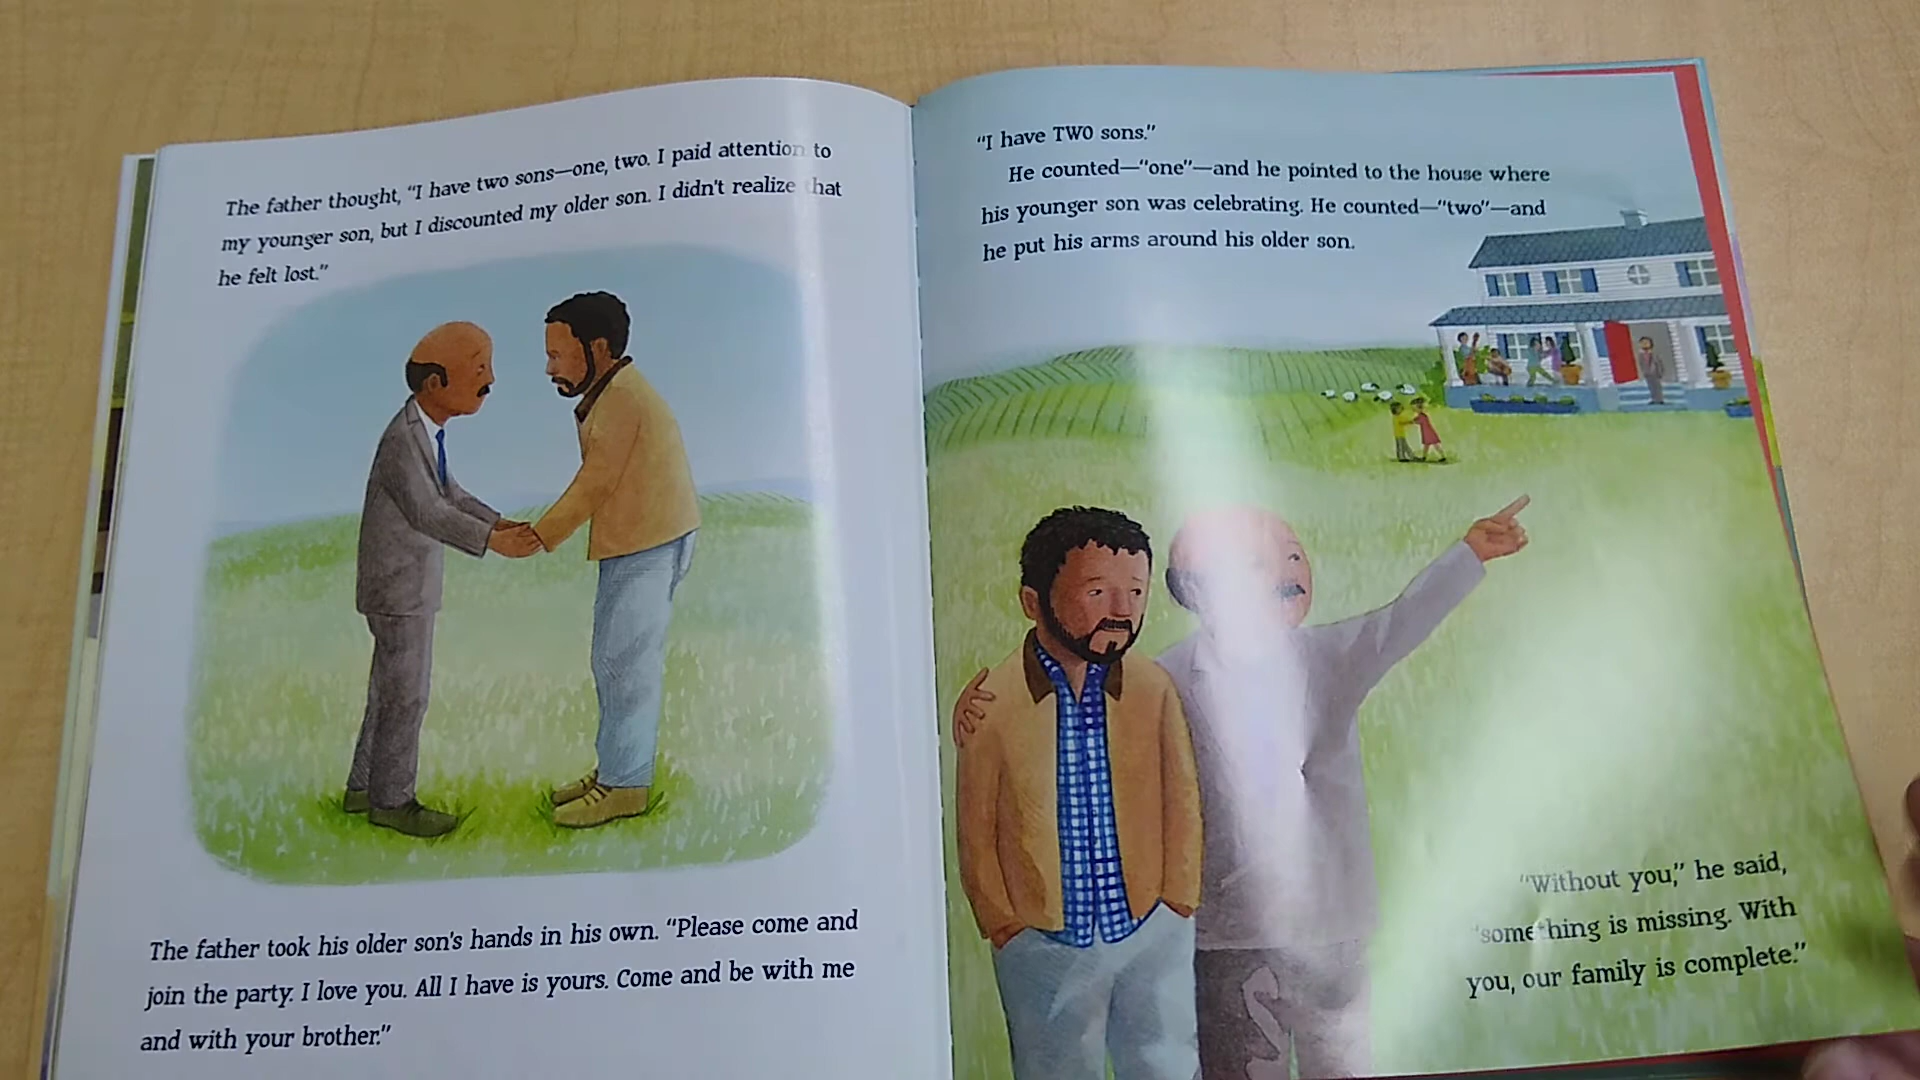 The father thought, “I have two sons—one, two. I paid attention to
my younger son, but I discounted my older son. I didn't realize that
he felt lost.”
The father took his older son's hands in his own. “Please come and
join the party. I love you. All I have is yours. Come and be with me
and with your brother.”
“I have TWO sons.”
He counted—“one”—and he pointed to the house where
his younger son was celebrating. He counted—“two”—and
he put his arms around his older son.
“Without you,” he said,
“something is missing. With
you, our family is complete.”